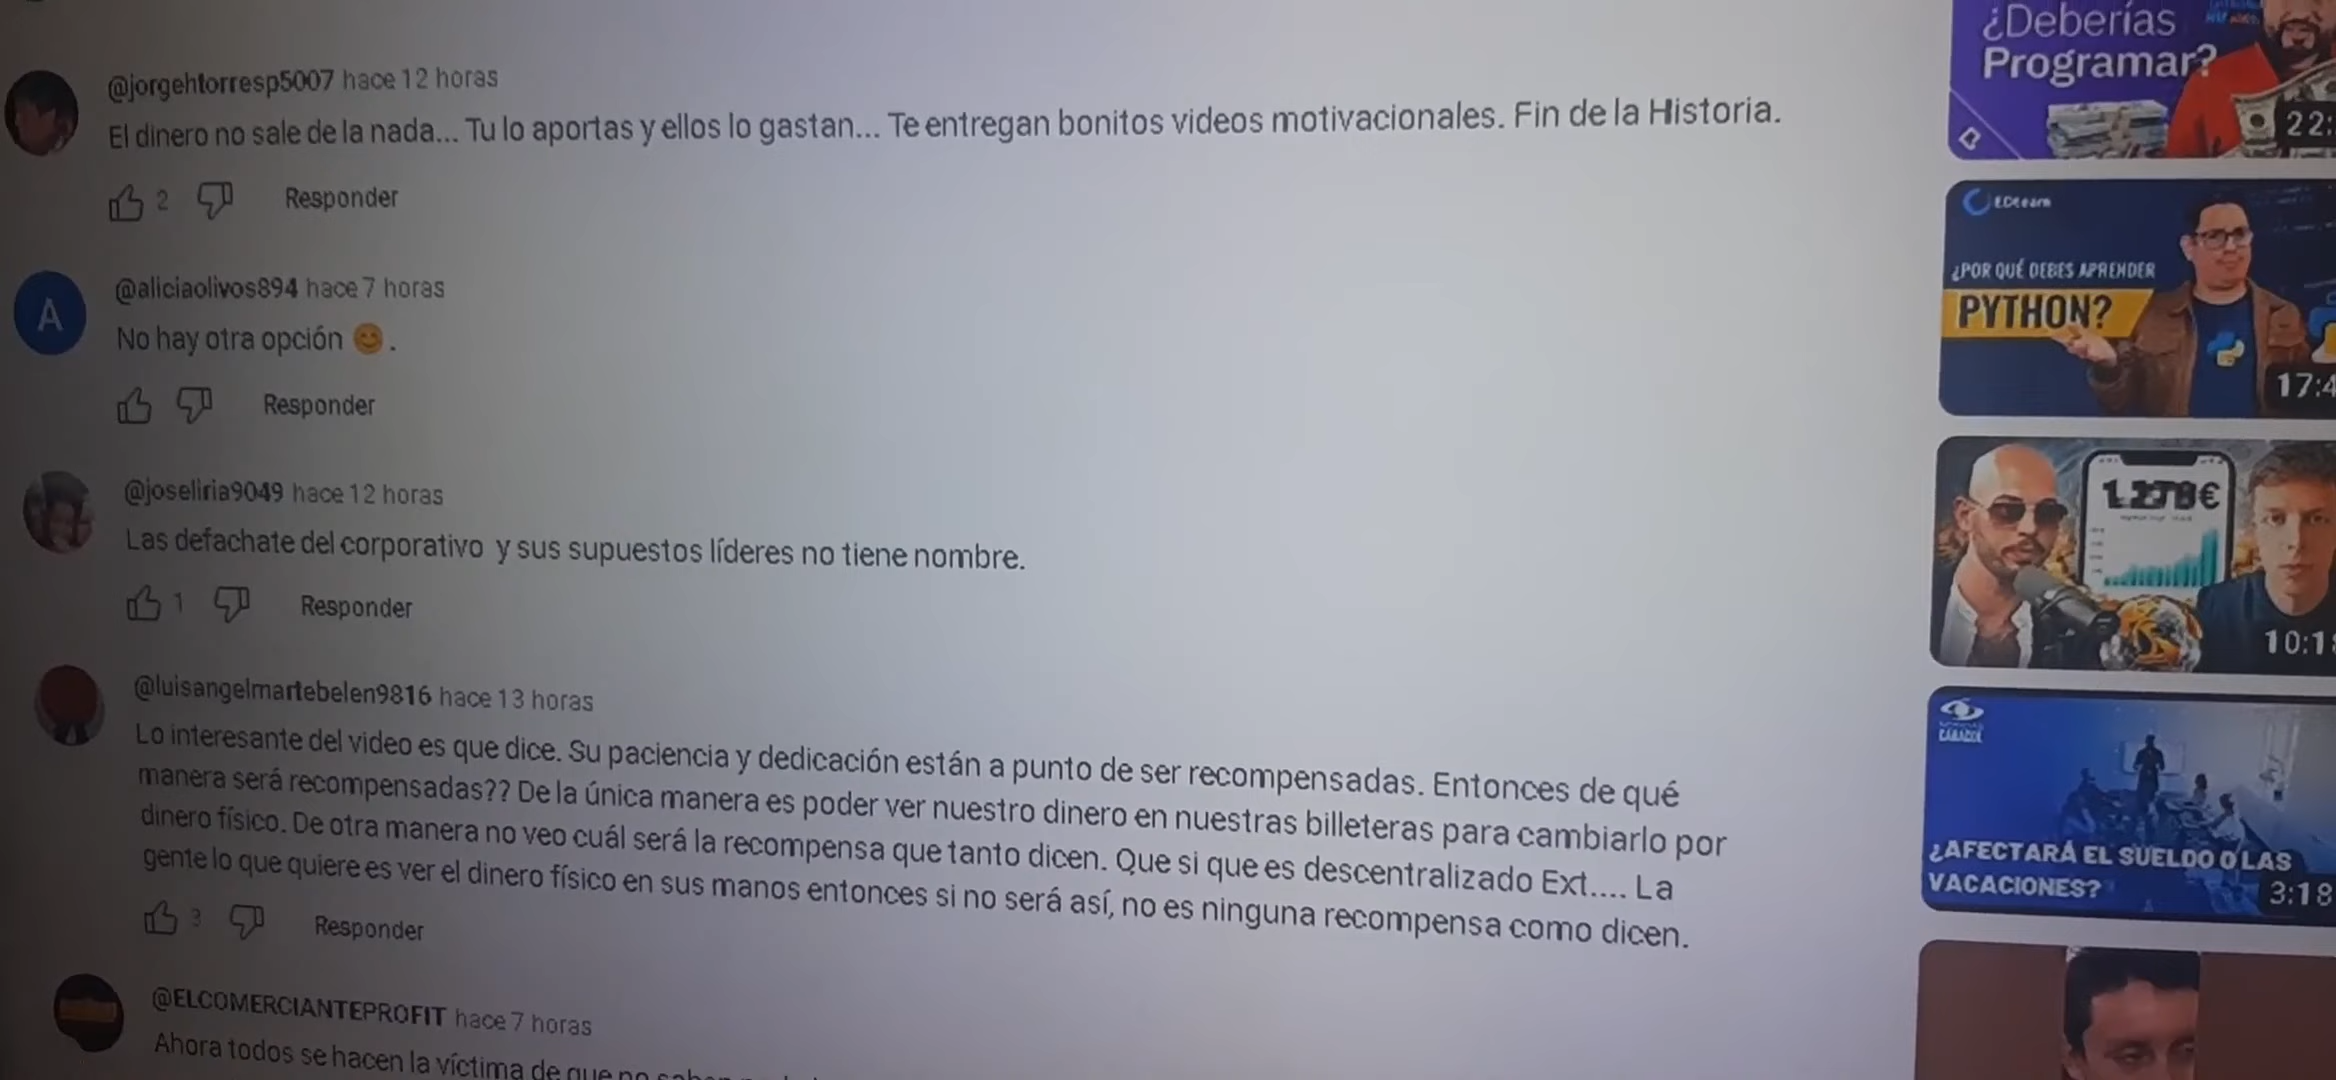 @jorgehtorresp5007 hace 12 horas
El dinero no sale de la nada... Tu lo aportas y ellos lo gastan... Te entregan bonitos videos motivacionales. Fin de la Historia.
2 Responder
A
@aliciaolivos894 hace 7 horas
No hay otra opción 😊.
Responder
@joseliria9049 hace 12 horas
Las defachate del corporativo y sus supuestos líderes no tiene nombre.
1 Responder
@luisangelmartebelen9816 hace 13 horas
Lo interesante del video es que dice. Su paciencia y dedicación están a punto de ser recompensadas. Entonces de qué
manera será recompensadas?? De la única manera es poder ver nuestro dinero en nuestras billeteras para cambiarlo por
dinero físico. De otra manera no veo cuál será la recompensa que tanto dicen. Que si que es descentralizado Ext.... La
gente lo que quiere es ver el dinero físico en sus manos entonces si no será así, no es ninguna recompensa como dicen.
3 Responder
@ELCOMERCIANTEPROFIT hace 7 horas
Ahora todos se hacen la víctima de que no
¿Deberías
Programar?
22:
¿POR QUÉ DEBES APRENDER
PYTHON?
17:4
10:1
CARACOL
¿AFECTARÁ EL SUELDO O LAS
VACACIONES?
3:18